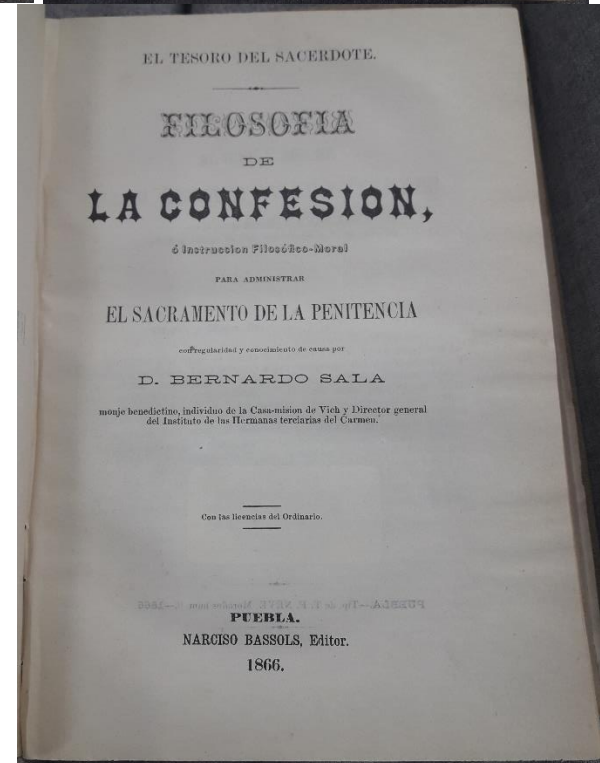 EL TESORO DEL SACERDOTE.
FILOSOFIA
DE
LA CONFESION,
ó Instruccion Filosófico-Moral
PARA ADMINISTRAR
EL SACRAMENTO DE LA PENITENCIA
con regularidad y conocimiento de causa por
D. BERNARDO SALA
monje benedictino, individuo de la Casa-mision de Vich y Director general
del Instituto de las Hermanas terciarias del Carmen.
Con las licencias del Ordinario.
PUEBLA.
NARCISO BASSOLS, Editor.
1866.